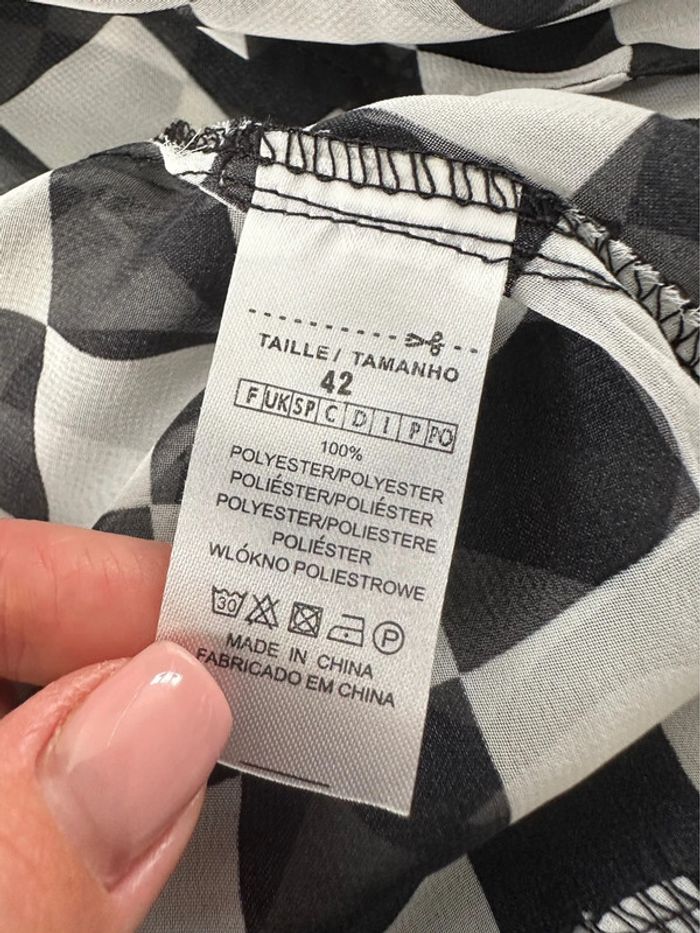 TAILLE / TAMANHO
42
F UK SP C D I P PO
100%
POLYESTER/POLYESTER
POLIÉSTER/POLIÉSTER
POLYESTER/POLIESTERE
POLIÉSTER
WLÓKNO POLIESTROWE
30 P
MADE IN CHINA
FABRICADO EM CHINA